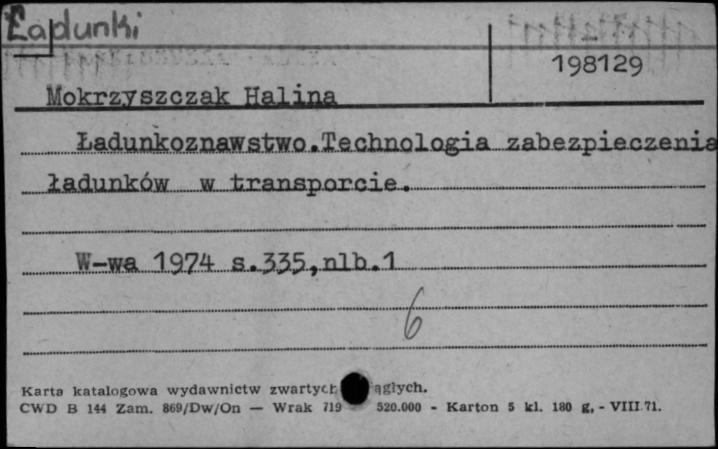 Ładunki
198129
Mokrzyszczak Halina
Ładunkoznawstwo.Technologia zabezpieczenia
ładunków w transporcie.
W-wa 1974 s.335,nlb.1
6
Karta katalogowa wydawnictw zwartych ągłych.
CWD B 144 Zam. 869/Dw/On — Wrak 719 520.000 - Karton 5 kl. 180 g, - VIII.71.